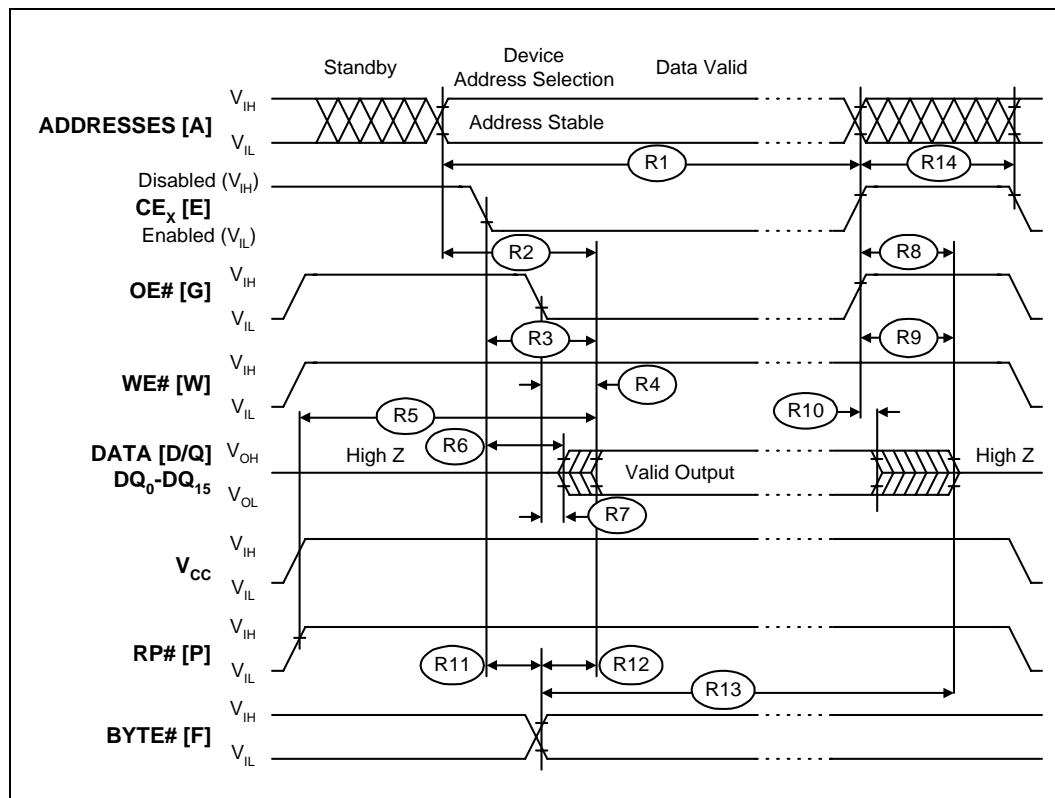 Standby
Device
Address Selection
Data Valid
ADDRESSES [A]
V_IH
V_IL
Address Stable
R1
R14
Disabled (V_IH)
CE_X [E]
Enabled (V_IL)
R2
R8
OE# [G]
V_IH
V_IL
R3
R9
WE# [W]
V_IH
V_IL
R4
R5
R10
R6
DATA [D/Q]
DQ_0-DQ_15
V_OH
V_OL
High Z
Valid Output
High Z
R7
V_CC
V_IH
V_IL
RP# [P]
V_IH
V_IL
R11
R12
R13
BYTE# [F]
V_IH
V_IL